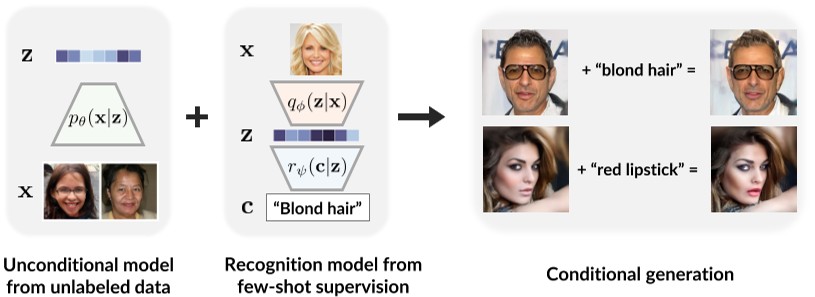 z
pθ(x|z)
x
Unconditional model
from unlabeled data
+
x
qϕ(z|x)
z
rψ(c|z)
c "Blond hair"
Recognition model from
few-shot supervision
+ "blond hair" =
+ "red lipstick" =
Conditional generation